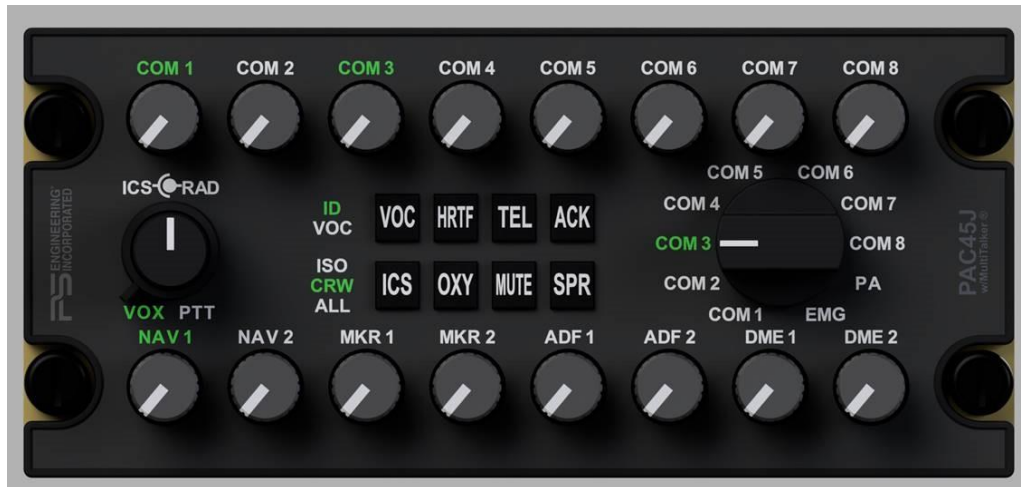 COM 1 COM 2 COM 3 COM 4 COM 5 COM 6 COM 7 COM 8
PS ENGINEERING
INCORPORATED
ICS RAD
VOX PTT
ID
VOC
ISO
CRW
ALL
VOC HRTF TEL ACK
ICS OXY MUTE SPR
COM 5 COM 6
COM 4 COM 7
COM 3 COM 8
COM 2 PA
COM 1 EMG
PAC45J
w/MultiTalker®
NAV 1 NAV 2 MKR 1 MKR 2 ADF 1 ADF 2 DME 1 DME 2